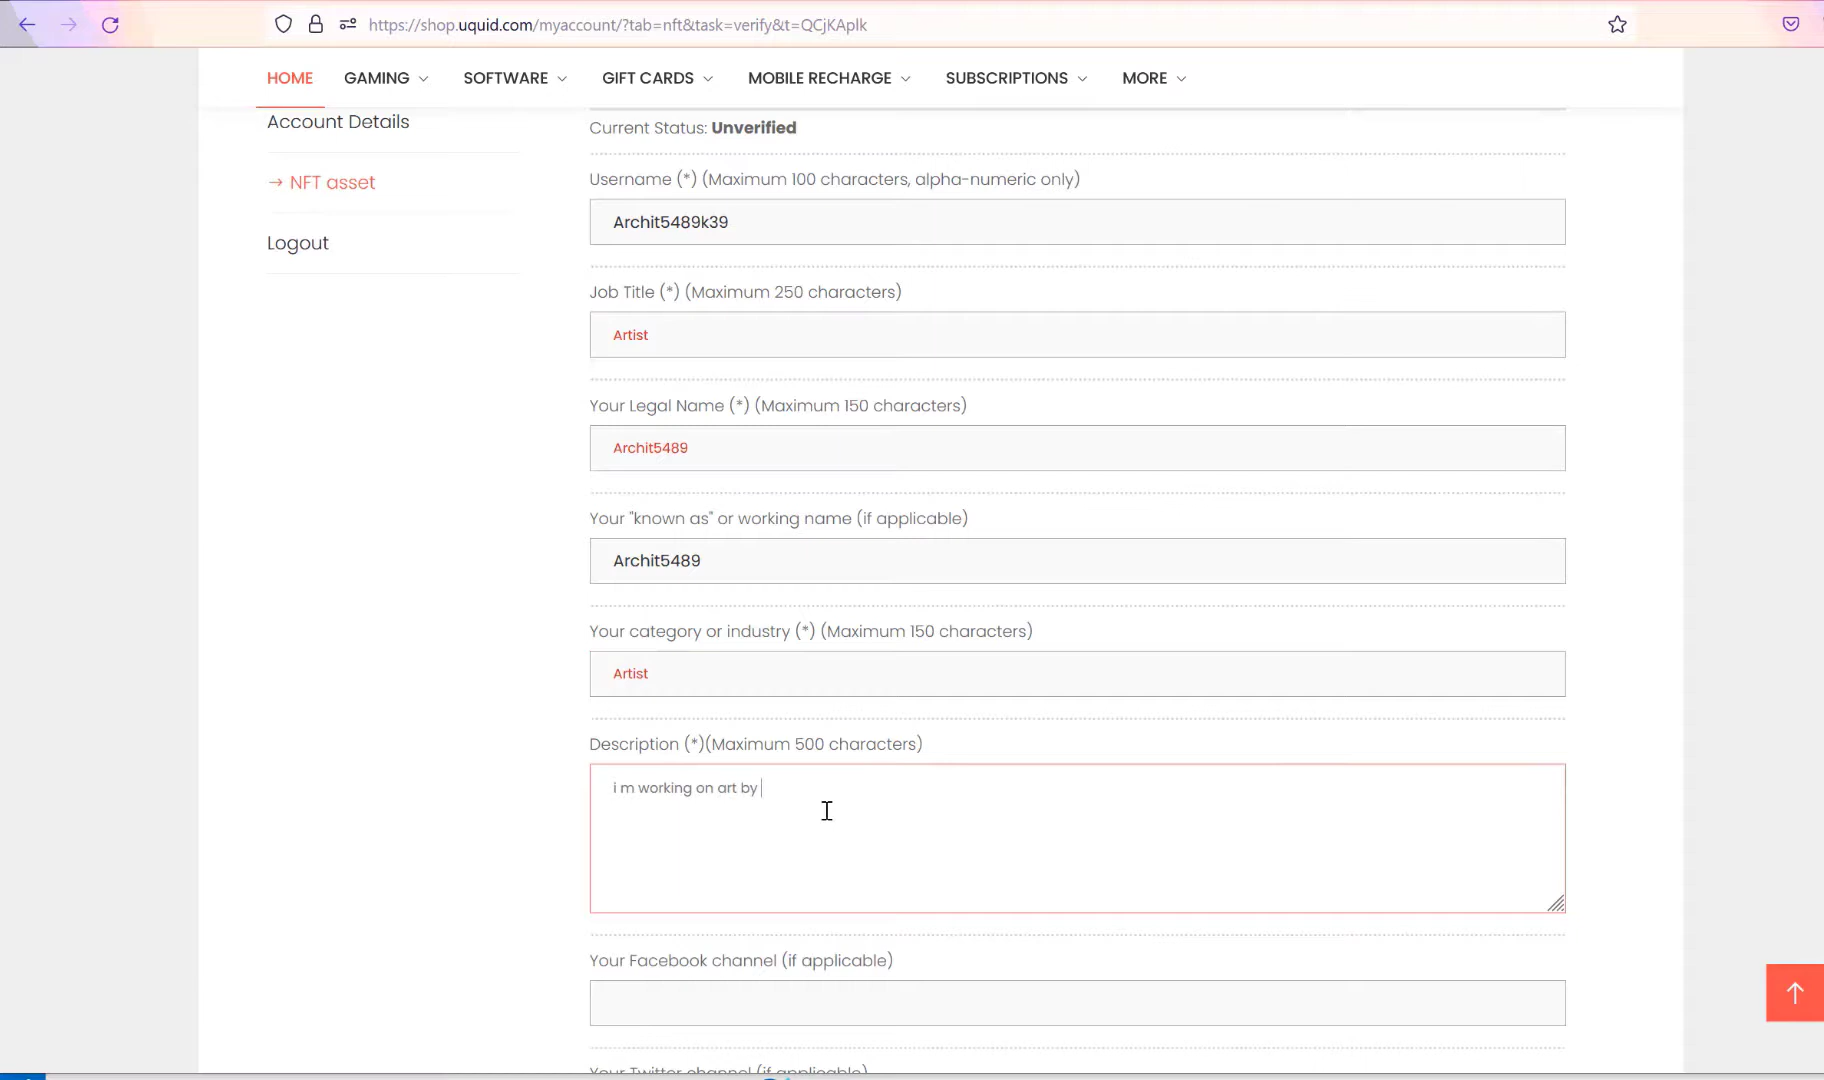 https://shop.uquid.com/myaccount/?tab=nft&task=verify&t=QCjKAplk
HOME GAMING SOFTWARE GIFT CARDS MOBILE RECHARGE SUBSCRIPTIONS MORE
Account Details
→ NFT asset
Logout
Current Status: Unverified
Username (*) (Maximum 100 characters, alpha-numeric only)
Archit5489k39
Job Title (*) (Maximum 250 characters)
Artist
Your Legal Name (*) (Maximum 150 characters)
Archit5489
Your "known as" or working name (if applicable)
Archit5489
Your category or industry (*) (Maximum 150 characters)
Artist
Description (*)(Maximum 500 characters)
i m working on art by
Your Facebook channel (if applicable)
Your Twitter channel (if applicable)